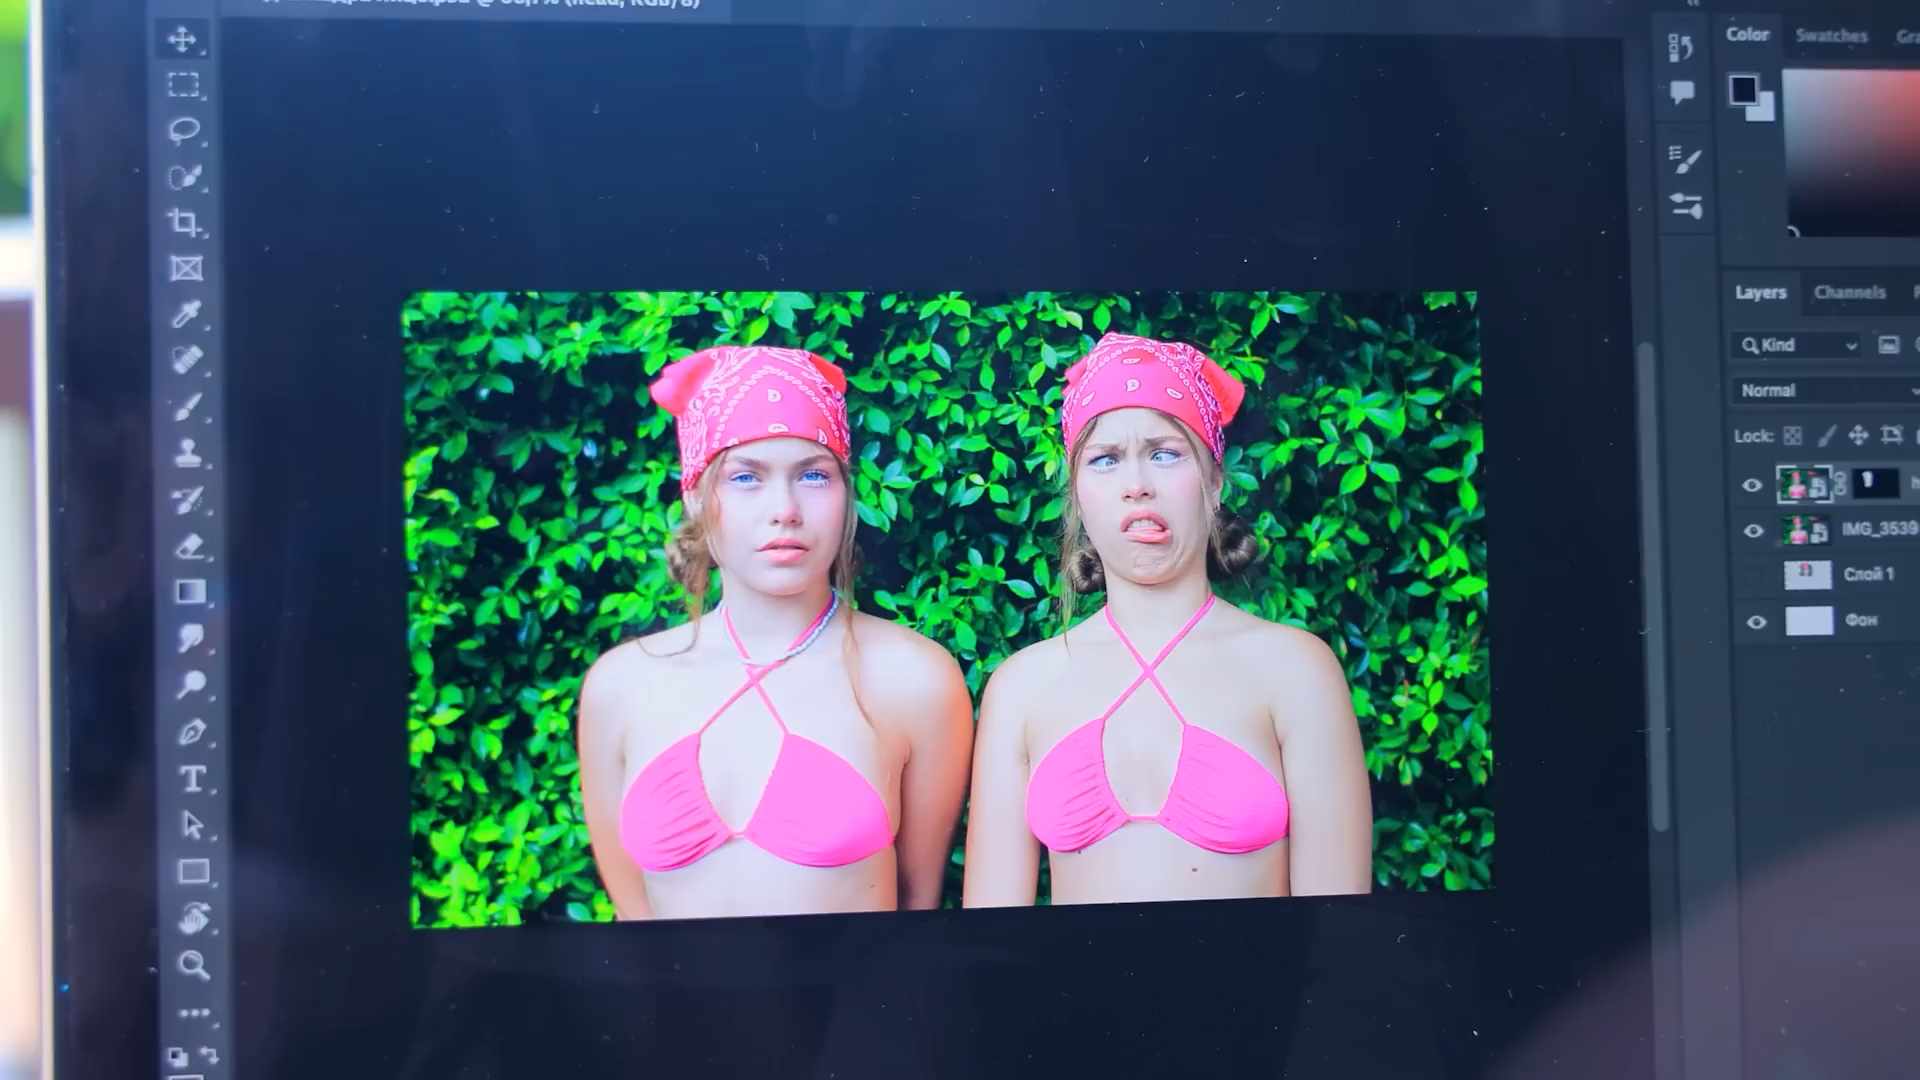 Color Swatches
Layers Channels
Kind
Normal
Lock:
IMG_3539
Слой 1
Фон
T